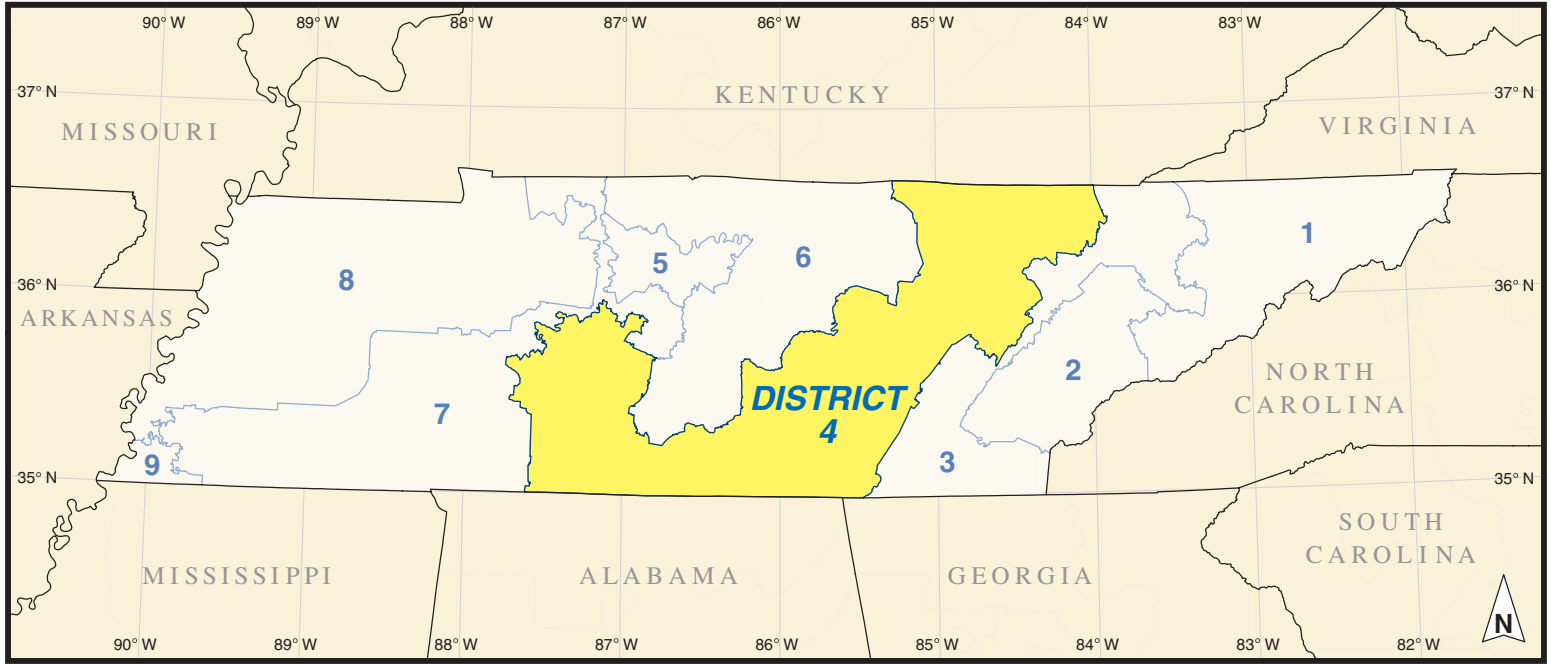 90° W 89° W 88° W 87° W 86° W 85° W 84° W 83° W
37° N 37° N
KENTUCKY
MISSOURI
VIRGINIA
1
6
5
8
36° N 36° N
ARKANSAS
2
NORTH
CAROLINA
DISTRICT
4
7
3
9
35° N 35° N
SOUTH
CAROLINA
MISSISSIPPI
ALABAMA
GEORGIA
N
90° W 89° W 88° W 87° W 86° W 85° W 84° W 83° W 82° W